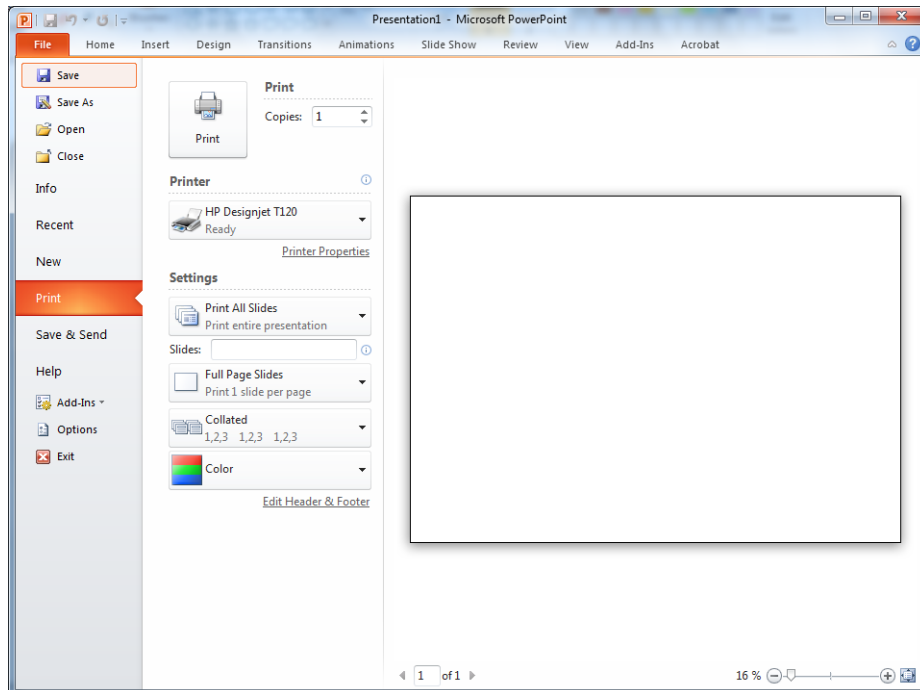 Presentation1 - Microsoft PowerPoint
File Home Insert Design Transitions Animations Slide Show Review View Add-Ins Acrobat
Save
Save As
Open
Close
Info
Recent
New
Print
Save & Send
Help
Add-Ins
Options
Exit
Print
Print
Copies: 1
Printer
HP Designjet T120
Ready
Printer Properties
Settings
Print All Slides
Print entire presentation
Slides:
Full Page Slides
Print 1 slide per page
Collated
1,2,3 1,2,3 1,2,3
Color
Edit Header & Footer
1 of 1
16 %